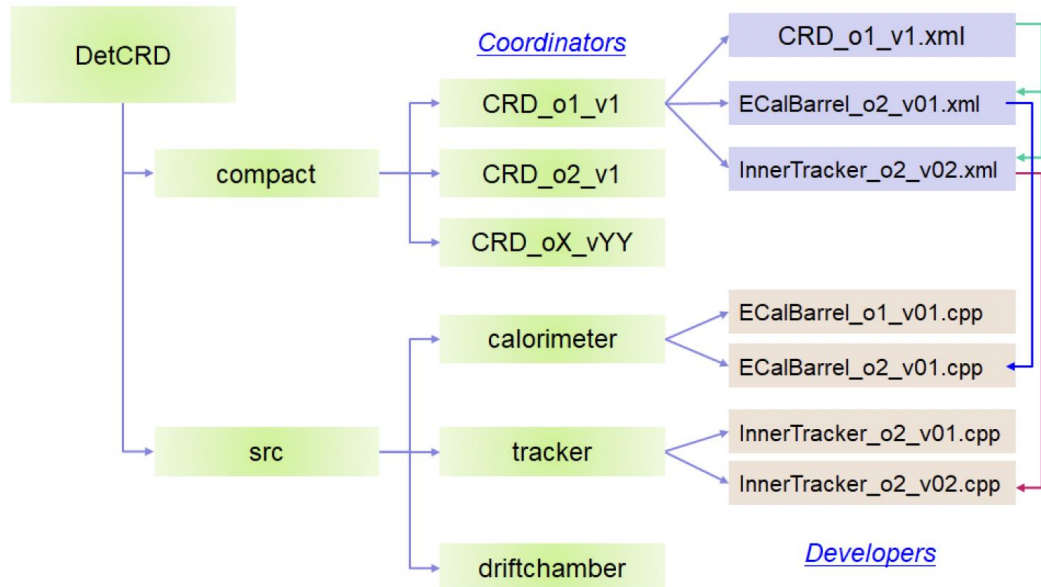 DetCRD
Coordinators
CRD_o1_v1.xml
CRD_o1_v1
ECalBarrel_o2_v01.xml
compact
CRD_o2_v1
InnerTracker_o2_v02.xml
CRD_oX_vYY
calorimeter
ECalBarrel_o1_v01.cpp
ECalBarrel_o2_v01.cpp
src
tracker
InnerTracker_o2_v01.cpp
InnerTracker_o2_v02.cpp
driftchamber
Developers